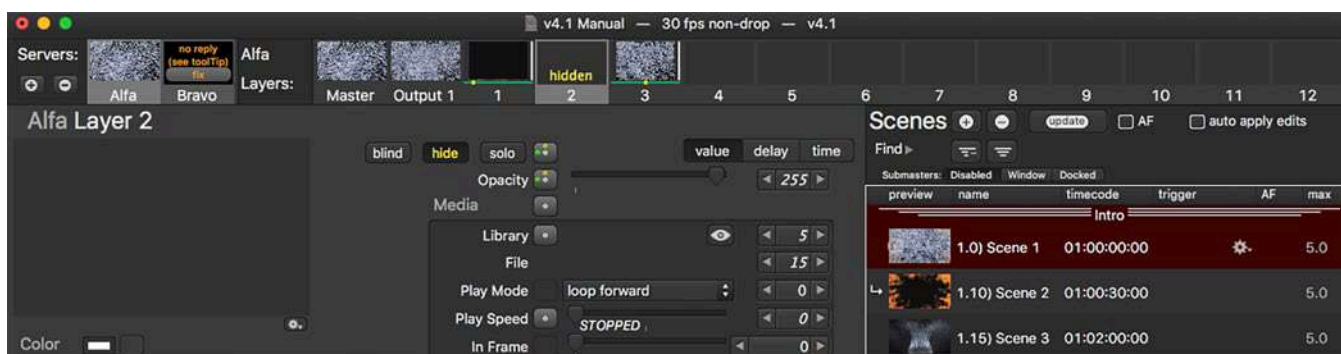 v4.1 Manual — 30 fps non-drop — v4.1
Servers:
no reply
(see toolTip)
fix
Alfa
Bravo
Alfa
Layers:
hidden
Master Output 1 1 2 3 4 5 6 7 8 9 10 11 12
Alfa Layer 2
blind hide solo value delay time
Opacity 255
Media
Library 5
File 15
Play Mode loop forward 0
Play Speed STOPPED 0
In Frame 0
Color
Scenes update AF auto apply edits
Find
Submasters: Disabled Window Docked
preview name timecode trigger AF max
Intro
1.0) Scene 1 01:00:00:00 5.0
1.10) Scene 2 01:00:30:00 5.0
1.15) Scene 3 01:02:00:00 5.0